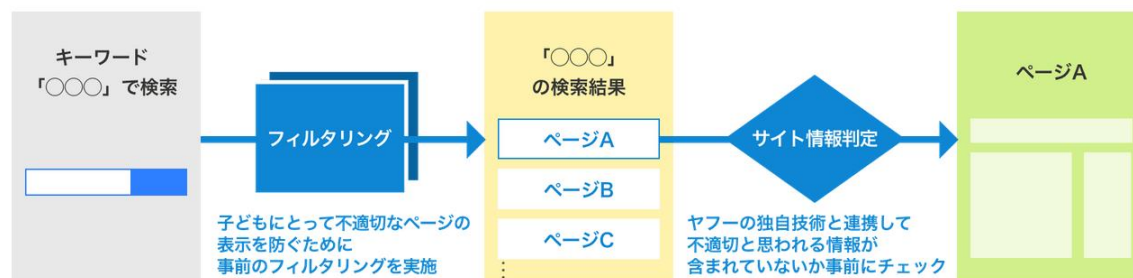 キーワード
「○○○」で検索
フィルタリング
子どもにとって不適切なページの
表示を防ぐために
事前のフィルタリングを実施
「○○○」
の検索結果
ページA
ページB
ページC
サイト情報判定
ヤフーの独自技術と連携して
不適切と思われる情報が
含まれていないか事前にチェック
ページA